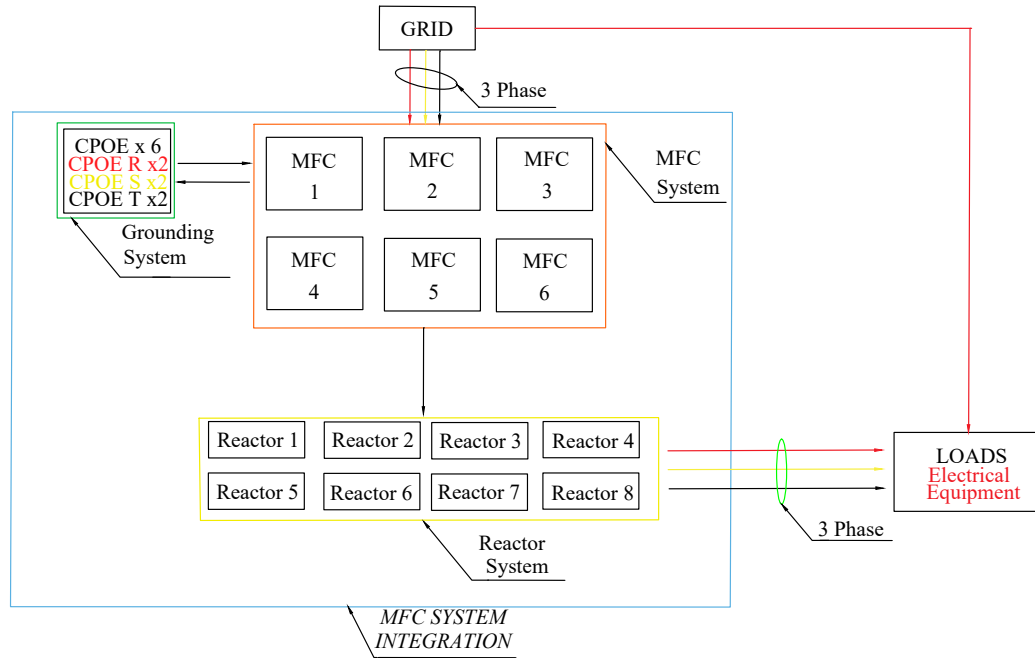 GRID
3 Phase
CPOE x 6
CPOE R x2
CPOE S x2
CPOE T x2
Grounding
System
MFC
1
MFC
2
MFC
3
MFC
System
MFC
4
MFC
5
MFC
6
Reactor 1
Reactor 2
Reactor 3
Reactor 4
Reactor 5
Reactor 6
Reactor 7
Reactor 8
LOADS
Electrical
Equipment
3 Phase
Reactor
System
MFC SYSTEM
INTEGRATION